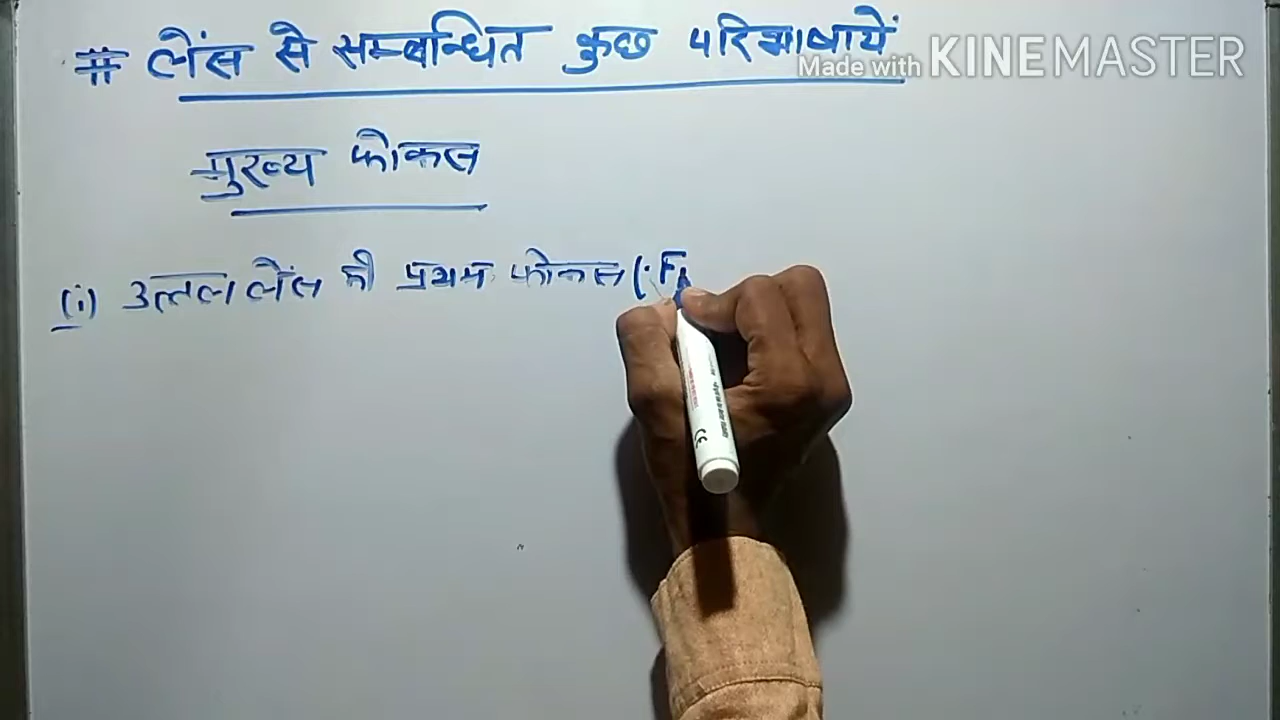 # लेंस से सम्बन्धित कुछ परिभाषायें
Made with KINEMASTER
मुख्य फोकस
(i) उत्तल लेंस की प्रथम फोकस (F